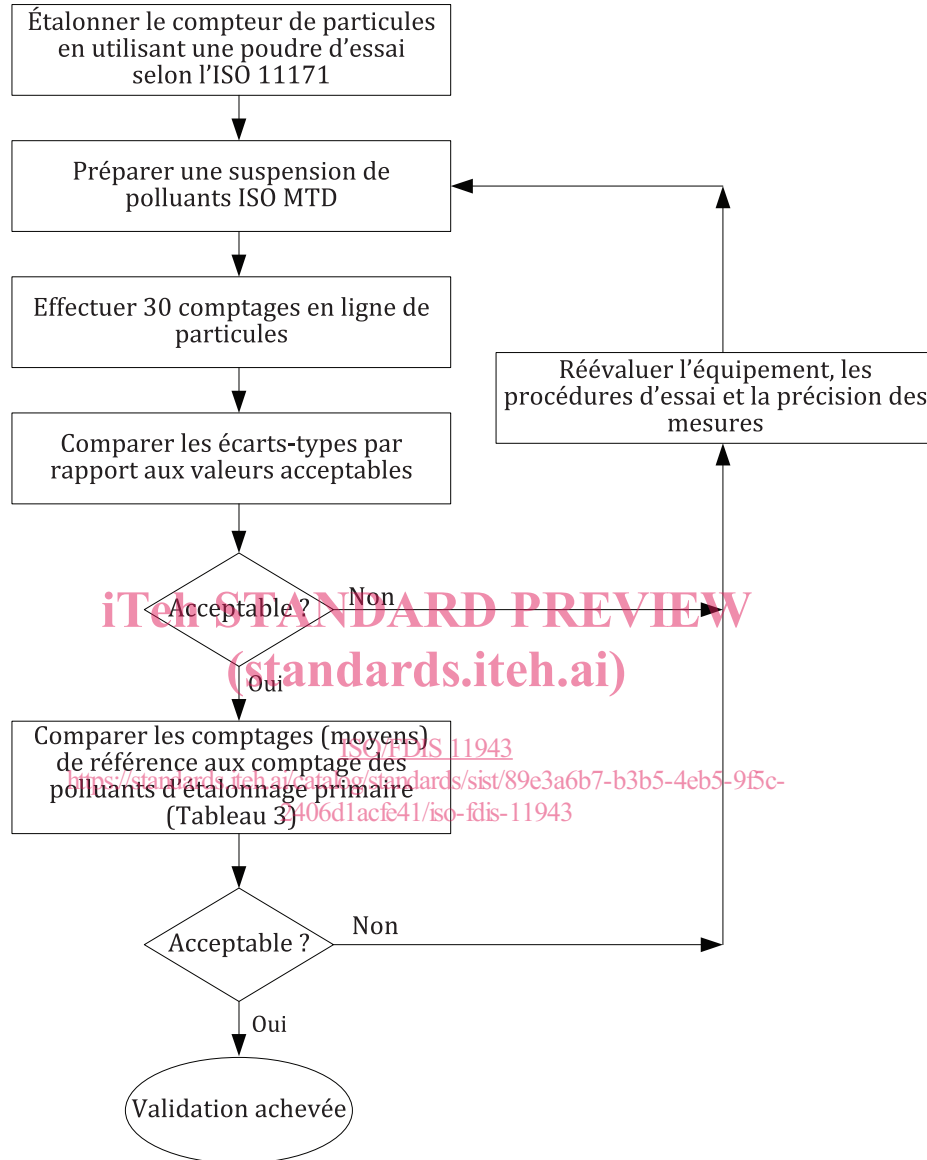 Étalonner le compteur de particules
en utilisant une poudre d'essai
selon l'ISO 11171
Préparer une suspension de
polluants ISO MTD
Effectuer 30 comptages en ligne de
particules
Réévaluer l'équipement, les
procédures d'essai et la précision des
mesures
Comparer les écarts-types par
rapport aux valeurs acceptables
Acceptable ?
Non
iTeh STANDARD PREVIEW
(standards.iteh.ai)
Oui
Comparer les comptages (moyens)
de référence aux comptage des
polluants d'étalonnage primaire
(Tableau 3)
ISO/FDIS 11943
https://standards.iteh.ai/catalog/standards/sist/89e3a6b7-b3b5-4eb5-9f5c-
2406d1acfe41/iso-fdis-11943
Acceptable ?
Non
Oui
Validation achevée